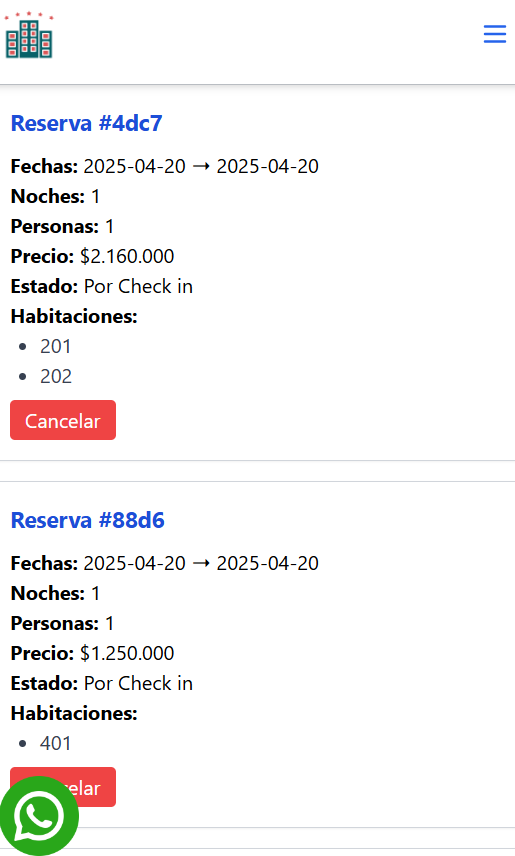 Reserva #4dc7
Fechas: 2025-04-20 → 2025-04-20
Noches: 1
Personas: 1
Precio: $2.160.000
Estado: Por Check in
Habitaciones:
• 201
• 202
Cancelar
Reserva #88d6
Fechas: 2025-04-20 → 2025-04-20
Noches: 1
Personas: 1
Precio: $1.250.000
Estado: Por Check in
Habitaciones:
• 401
elar